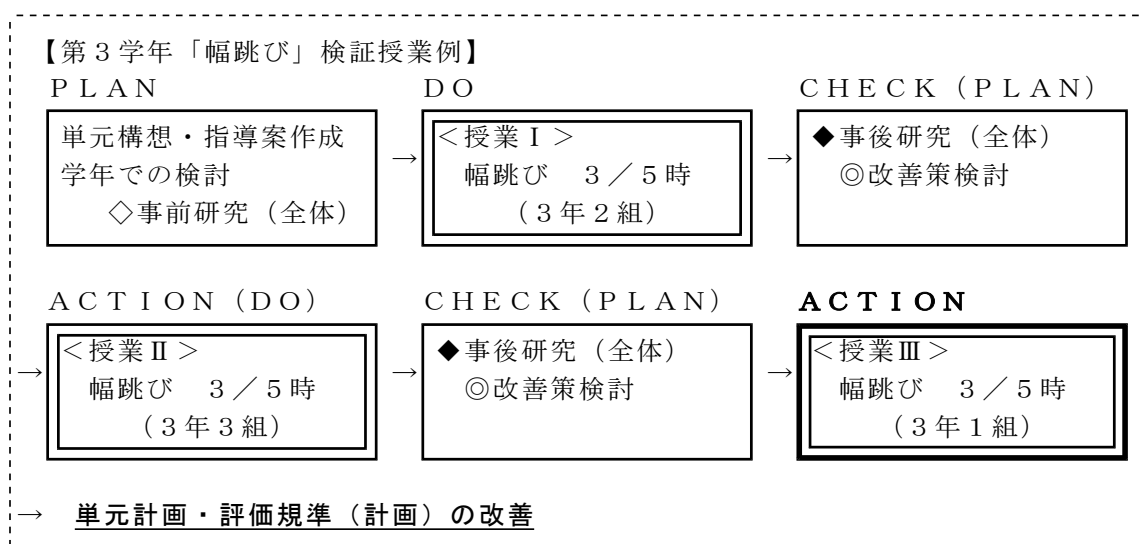 【第３学年「幅跳び」検証授業例】
ＰＬＡＮ ＤＯ ＣＨＥＣＫ（ＰＬＡＮ）
単元構想・指導案作成
学年での検討
◇事前研究（全体）
→
＜授業Ⅰ＞
幅跳び　３／５時
（３年２組）
→
◆事後研究（全体）
◎改善策検討
ＡＣＴＩＯＮ（ＤＯ） ＣＨＥＣＫ（ＰＬＡＮ） ＡＣＴＩＯＮ
→
＜授業Ⅱ＞
幅跳び　３／５時
（３年３組）
→
◆事後研究（全体）
◎改善策検討
→
＜授業Ⅲ＞
幅跳び　３／５時
（３年１組）
→　単元計画・評価規準（計画）の改善